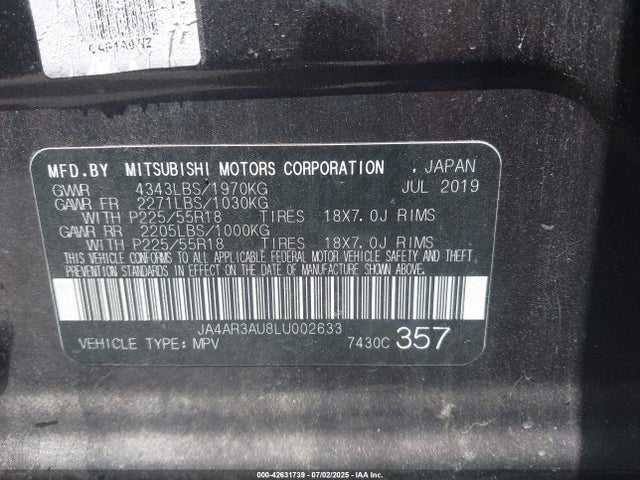 MFD.BY MITSUBISHI MOTORS CORPORATION , JAPAN
GVWR 4343LBS/1970KG JUL 2019
GAWR FR 2271LBS/1030KG
WITH P225/55R18 TIRES 18X7.0J RIMS
GAWR RR 2205LBS/1000KG
WITH P225/55R18 TIRES 18X7.0J RIMS
THIS VEHICLE CONFORMS TO ALL APPLICABLE FEDERAL MOTOR VEHICLE SAFETY AND THEFT
PREVENTION STANDARDS IN EFFECT ON THE DATE OF MANUFACTURE SHOWN ABOVE.
JA4AR3AU8LU002633
VEHICLE TYPE: MPV 7430C 357
000-42631739 - 07/02/2025 - IAA Inc.